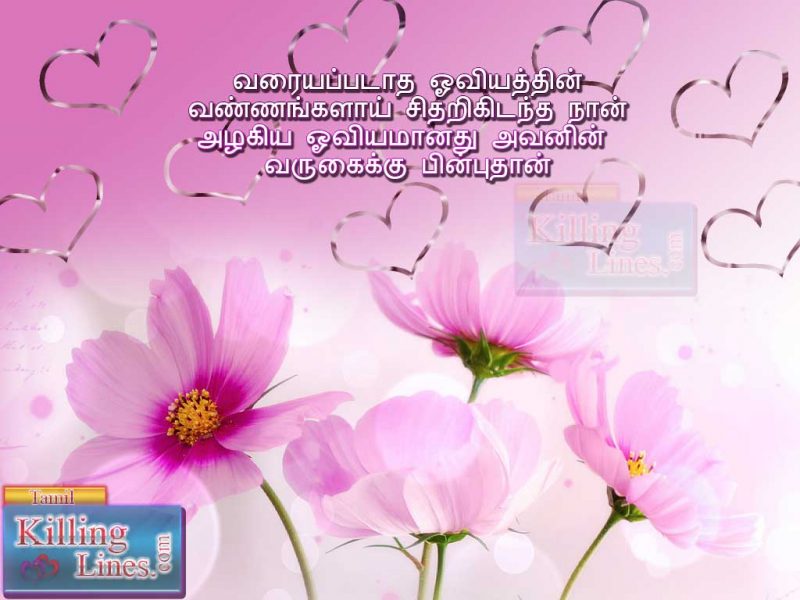 வரையப்படாத ஓவியத்தின்
வண்ணங்களாய் சிதறிகிடந்த நான்
அழகிய ஓவியமானது அவனின்
வருகைக்கு பின்புதான்
Tamil
Killing
Lines.com
Tamil
Killing
Lines.com